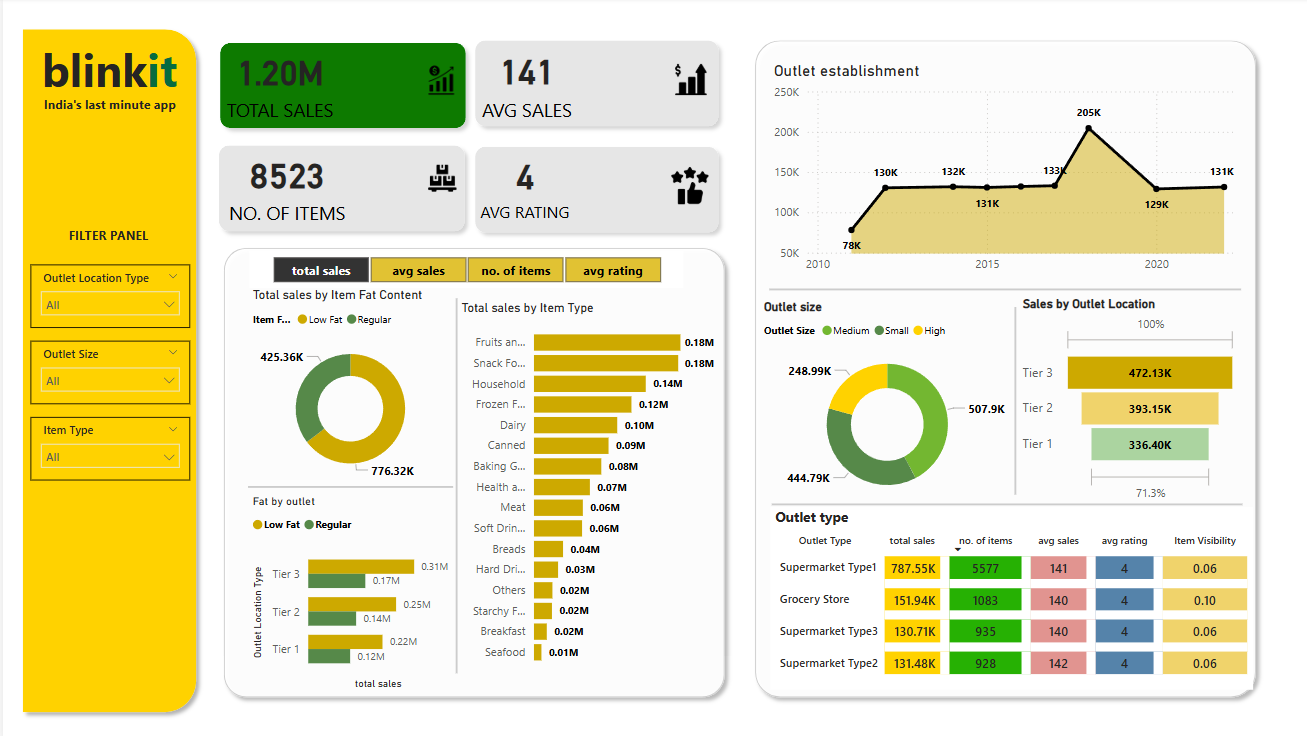 blinkit
India's last minute app
FILTER PANEL
Outlet Location Type
All
Outlet Size
All
Item Type
All
1.20M
TOTAL SALES
141
AVG SALES
8523
NO. OF ITEMS
4
AVG RATING
total sales avg sales no. of items avg rating
Total sales by Item Fat Content
Item F... Low Fat Regular
425.36K
776.32K
Fat by outlet
Low Fat Regular
Outlet Location Type
Tier 3 0.31M
0.17M
Tier 2 0.25M
0.14M
Tier 1 0.22M
0.12M
total sales
Total sales by Item Type
Fruits an... 0.18M
Snack Fo... 0.18M
Household 0.14M
Frozen F... 0.12M
Dairy 0.10M
Canned 0.09M
Baking G... 0.08M
Health a... 0.07M
Meat 0.06M
Soft Drin... 0.06M
Breads 0.04M
Hard Dri... 0.03M
Others 0.02M
Starchy F... 0.02M
Breakfast 0.02M
Seafood 0.01M
Outlet establishment
250K
200K
150K
100K
50K
78K
130K
132K
131K
133K
205K
129K
131K
2010 2015 2020
Outlet size
Outlet Size Medium Small High
248.99K
507.9K
444.79K
Sales by Outlet Location
100%
Tier 3 472.13K
Tier 2 393.15K
Tier 1 336.40K
71.3%
Outlet type
Outlet Type total sales no. of items avg sales avg rating Item Visibility
Supermarket Type1 787.55K 5577 141 4 0.06
Grocery Store 151.94K 1083 140 4 0.10
Supermarket Type3 130.71K 935 140 4 0.06
Supermarket Type2 131.48K 928 142 4 0.06